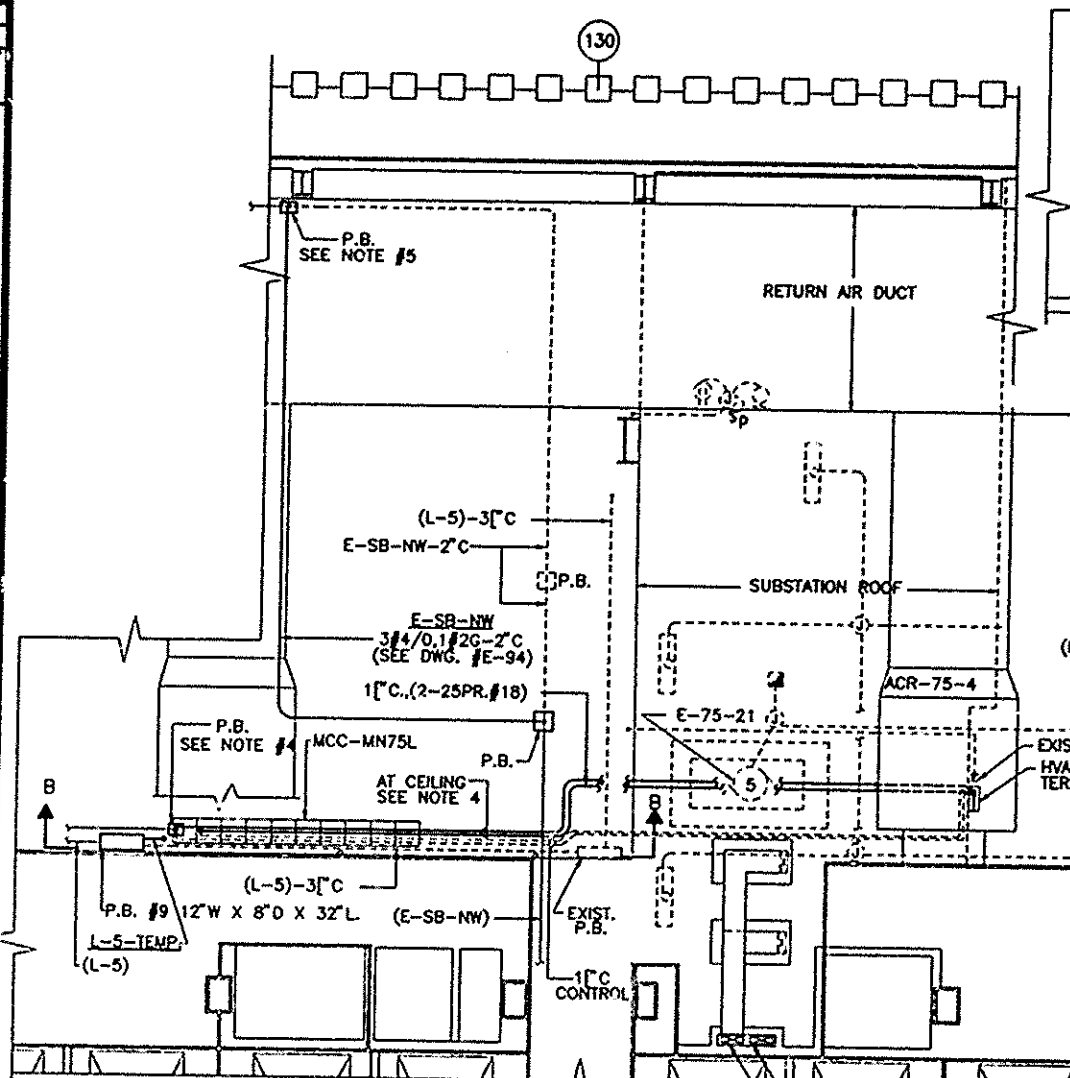 130
P.B.
SEE NOTE #5
RETURN AIR DUCT
Sp
(L-5)-3["C
E-SB-NW-2"C
P.B.
SUBSTATION ROOF
E-SB-NW
3#4/0,1#2G-2"C
(SEE DWG. #E-94)
1["C.,(2-25PR.#18)
J
ACR-75-4
E-75-21
P.B.
SEE NOTE #4
MCC-MN75L
P.B.
AT CEILING
SEE NOTE 4
EXIS
HVA
TER
5
B
B
(L-5)-3["C
P.B. #9 12"W X 8"D X 32"L.
(E-SB-NW)
EXIST.
P.B.
L-5-TEMP.
(L-5)
1["C
CONTROL